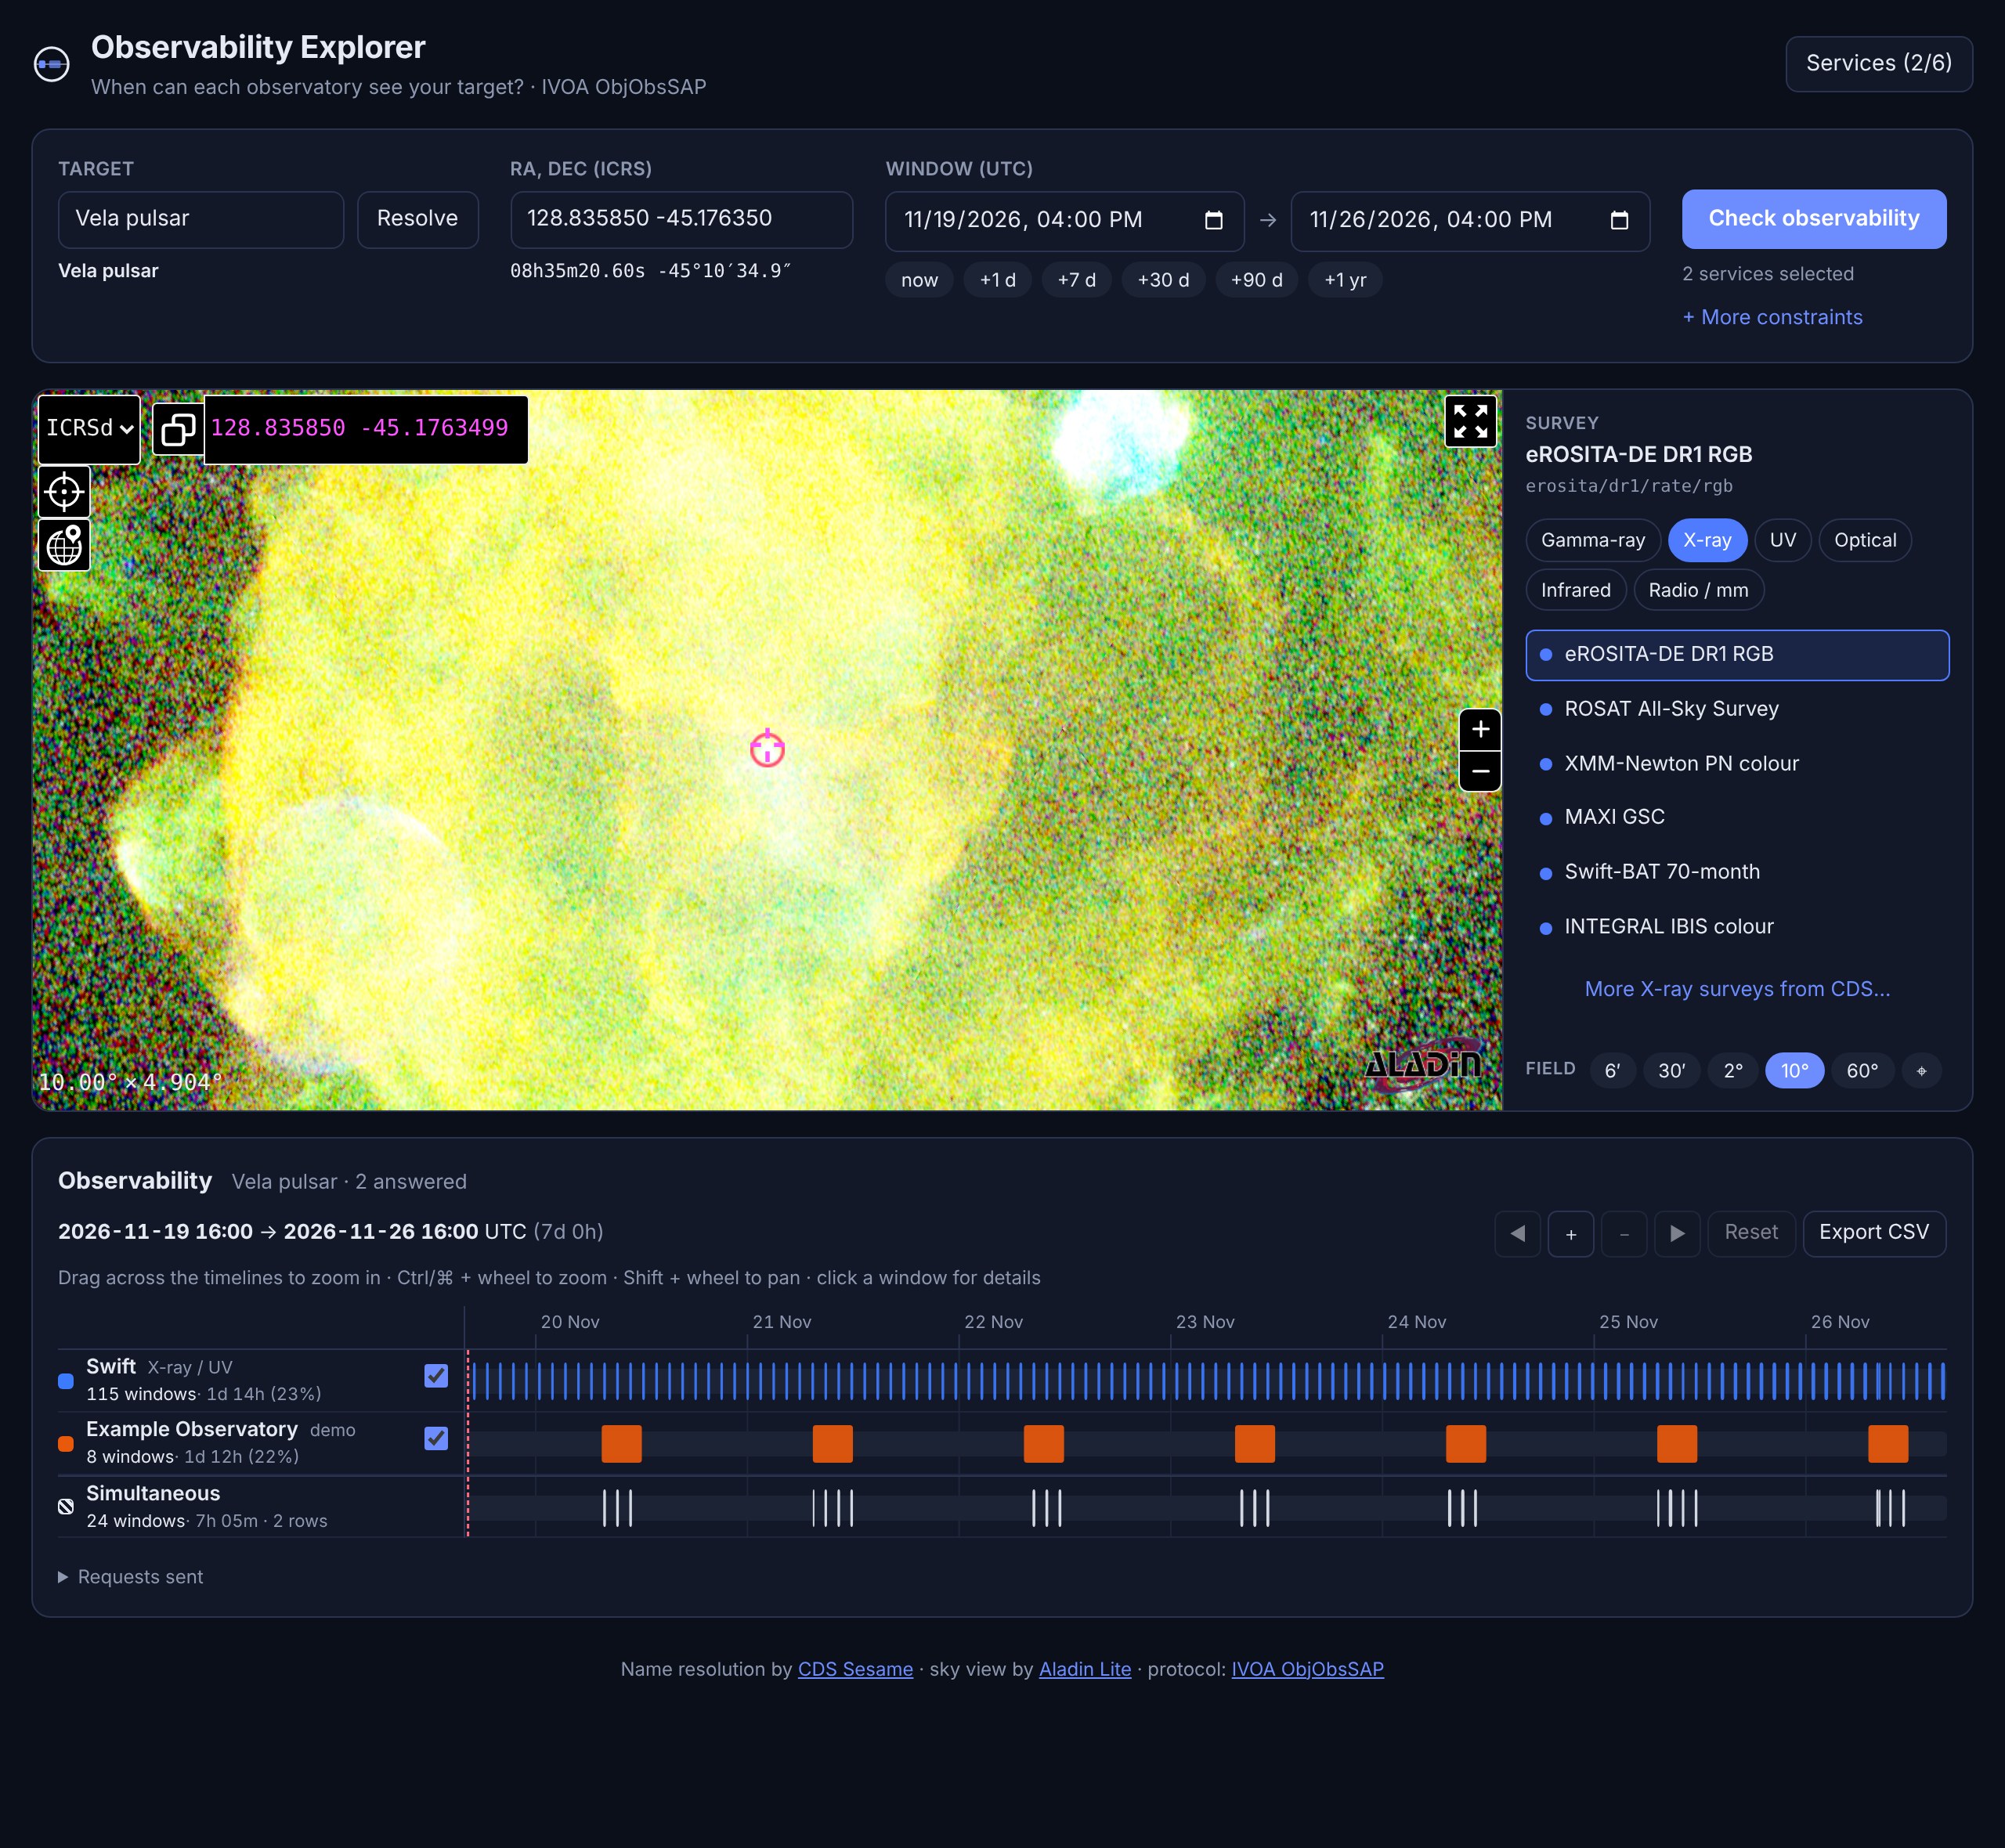 Observability Explorer
When can each observatory see your target? · IVOA ObjObsSAP
Services (2/6)
TARGET
Vela pulsar
Resolve
Vela pulsar
RA, DEC (ICRS)
128.835850 -45.176350
08h35m20.60s -45°10′34.9″
WINDOW (UTC)
11/19/2026, 04:00 PM → 11/26/2026, 04:00 PM
now +1 d +7 d +30 d +90 d +1 yr
Check observability
2 services selected
+ More constraints
ICRSd
128.835850 -45.1763499
+
−
10.00° × 4.904°
ALADiN
SURVEY
eROSITA-DE DR1 RGB
erosita/dr1/rate/rgb
Gamma-ray X-ray UV Optical
Infrared Radio / mm
eROSITA-DE DR1 RGB
ROSAT All-Sky Survey
XMM-Newton PN colour
MAXI GSC
Swift-BAT 70-month
INTEGRAL IBIS colour
More X-ray surveys from CDS…
FIELD 6′ 30′ 2° 10° 60° ⌖
Observability Vela pulsar · 2 answered
2026-11-19 16:00 → 2026-11-26 16:00 UTC (7d 0h)
◀ + − ▶ Reset Export CSV
Drag across the timelines to zoom in · Ctrl/⌘ + wheel to zoom · Shift + wheel to pan · click a window for details
20 Nov 21 Nov 22 Nov 23 Nov 24 Nov 25 Nov 26 Nov
Swift X-ray / UV
115 windows · 1d 14h (23%)
Example Observatory demo
8 windows · 1d 12h (22%)
Simultaneous
24 windows · 7h 05m · 2 rows
▶ Requests sent
Name resolution by CDS Sesame · sky view by Aladin Lite · protocol: IVOA ObjObsSAP